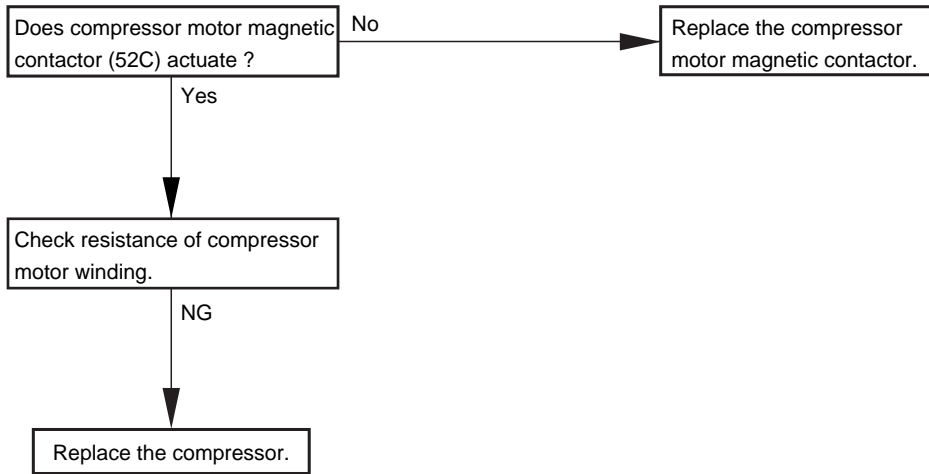 Does compressor motor magnetic
contactor (52C) actuate ?
No
Replace the compressor
motor magnetic contactor.
Yes
Check resistance of compressor
motor winding.
NG
Replace the compressor.